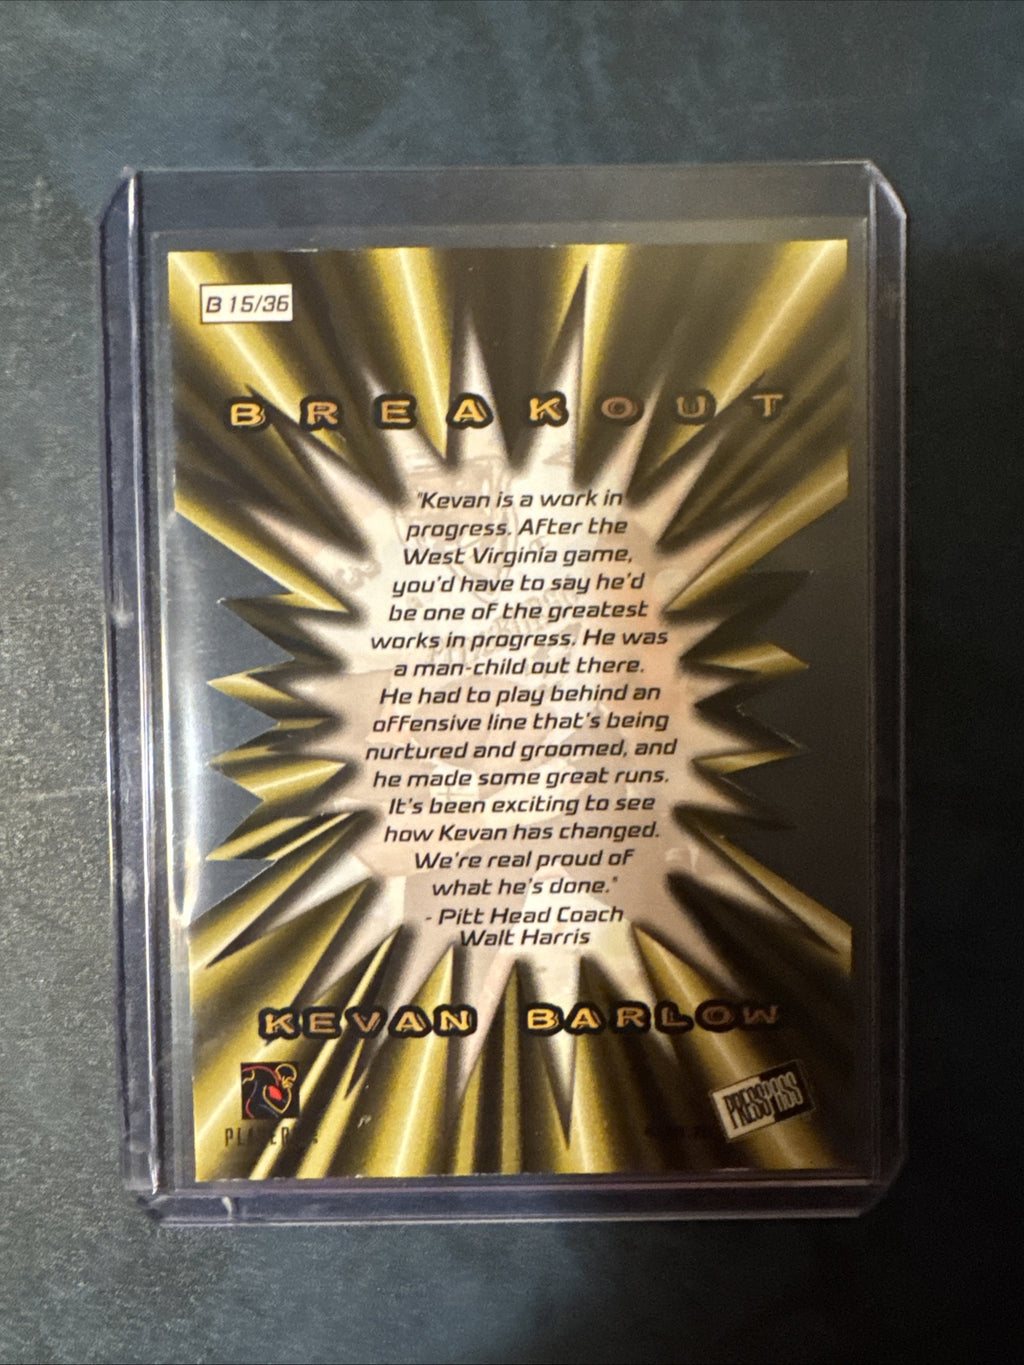 B 15/36
BREAKOUT
"Kevan is a work in
progress. After the
West Virginia game,
you'd have to say he'd
be one of the greatest
works in progress. He was
a man-child out there.
He had to play behind an
offensive line that's being
nurtured and groomed, and
he made some great runs.
It's been exciting to see
how Kevan has changed.
We're real proud of
what he's done."
- Pitt Head Coach
Walt Harris
KEVAN BARLOW
PRESS PASS